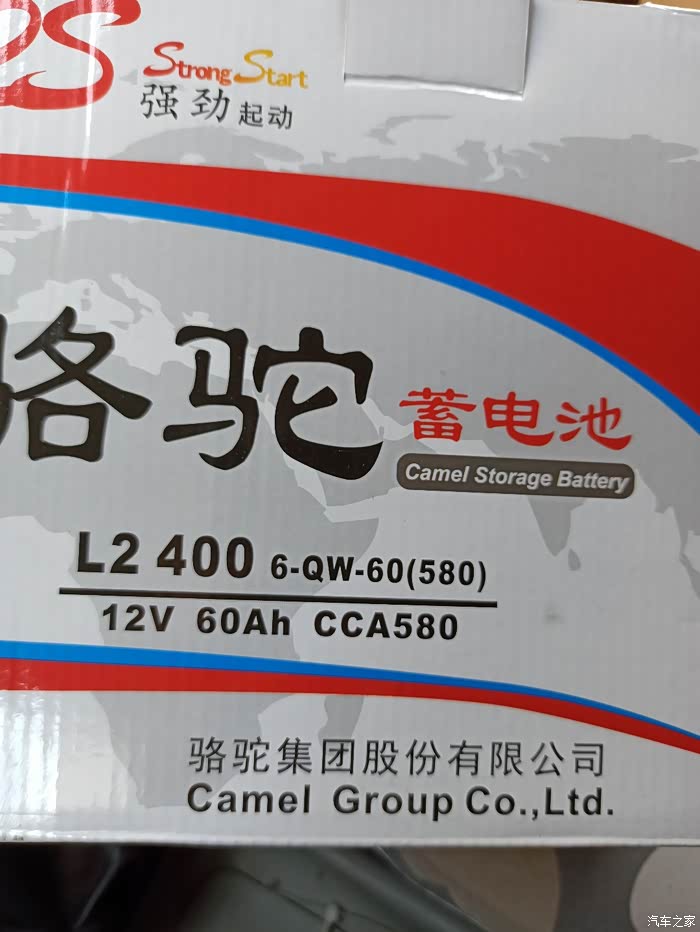 Strong Start
强劲起动
骆驼 蓄电池
Camel Storage Battery
L2 400 6-QW-60(580)
12V 60Ah CCA580
骆驼集团股份有限公司
Camel Group Co.,Ltd.
汽车之家